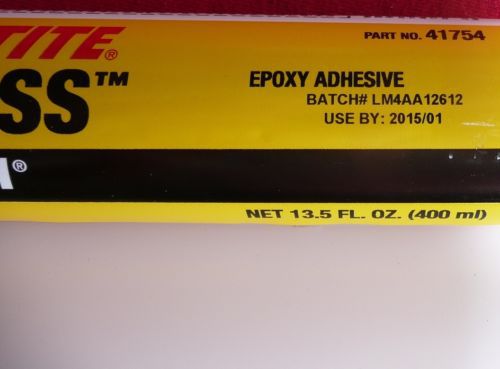 TITE®
PART NO. 41754
SS™
EPOXY ADHESIVE
BATCH# LM4AA12612
USE BY: 2015/01
®
NET 13.5 FL. OZ. (400 ml)